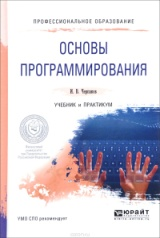 ПРОФЕССИОНАЛЬНОЕ ОБРАЗОВАНИЕ
ОСНОВЫ
ПРОГРАММИРОВАНИЯ
УЧЕБНИК и ПРАКТИКУМ
УМО СПО рекомендует
ЮРАЙТ